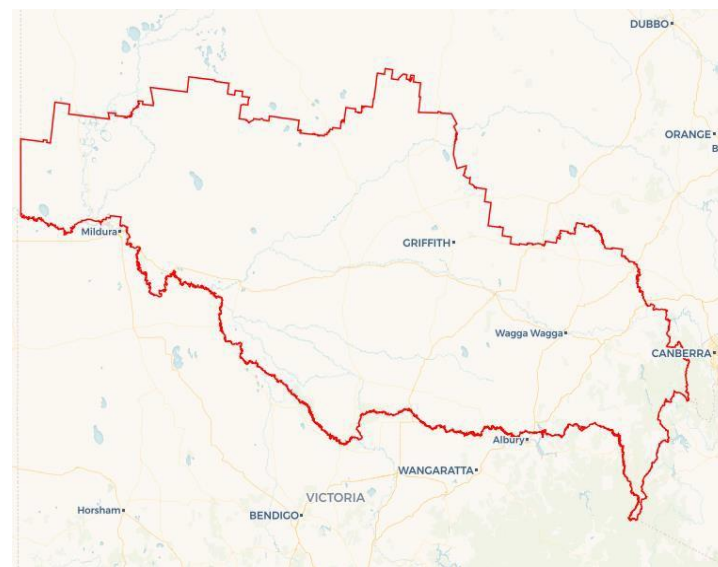 DUBBO
ORANGE
B
Mildura
GRIFFITH
Wagga Wagga
CANBERRA
Albury
WANGARATTA
VICTORIA
Horsham
BENDIGO